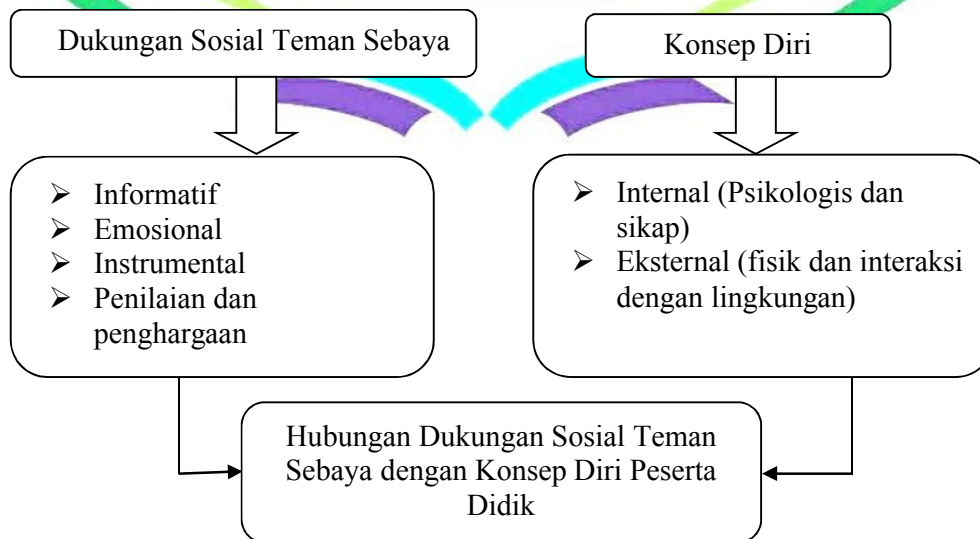 Dukungan Sosial Teman Sebaya
Konsep Diri
➢ Informatif
➢ Emosional
➢ Instrumental
➢ Penilaian dan
penghargaan
➢ Internal (Psikologis dan
sikap)
➢ Eksternal (fisik dan interaksi
dengan lingkungan)
Hubungan Dukungan Sosial Teman
Sebaya dengan Konsep Diri Peserta
Didik